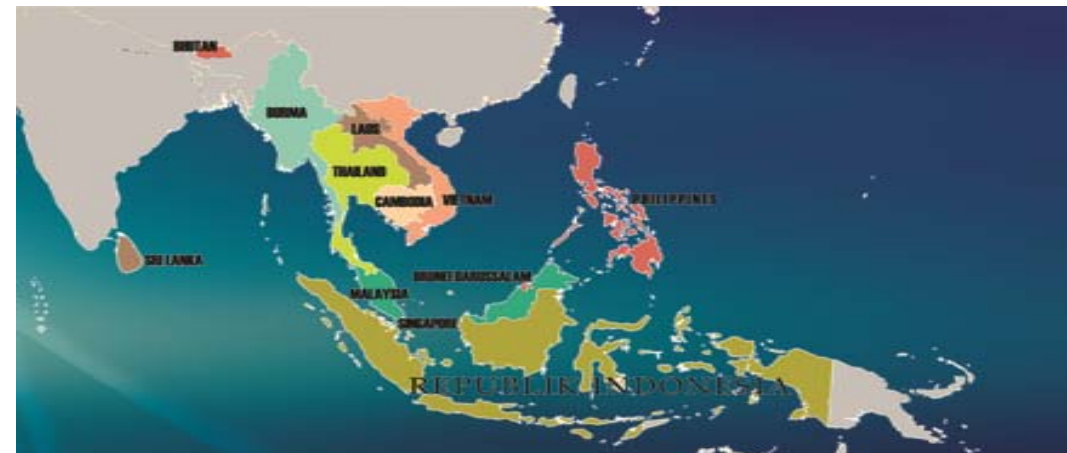 BHUTAN
BURMA
LAOS
THAILAND
CAMBODIA
VIETNAM
PHILIPPINES
SRI LANKA
BRUNEI DARUSSALAM
MALAYSIA
SINGAPORE
REPUBLIK INDONESIA